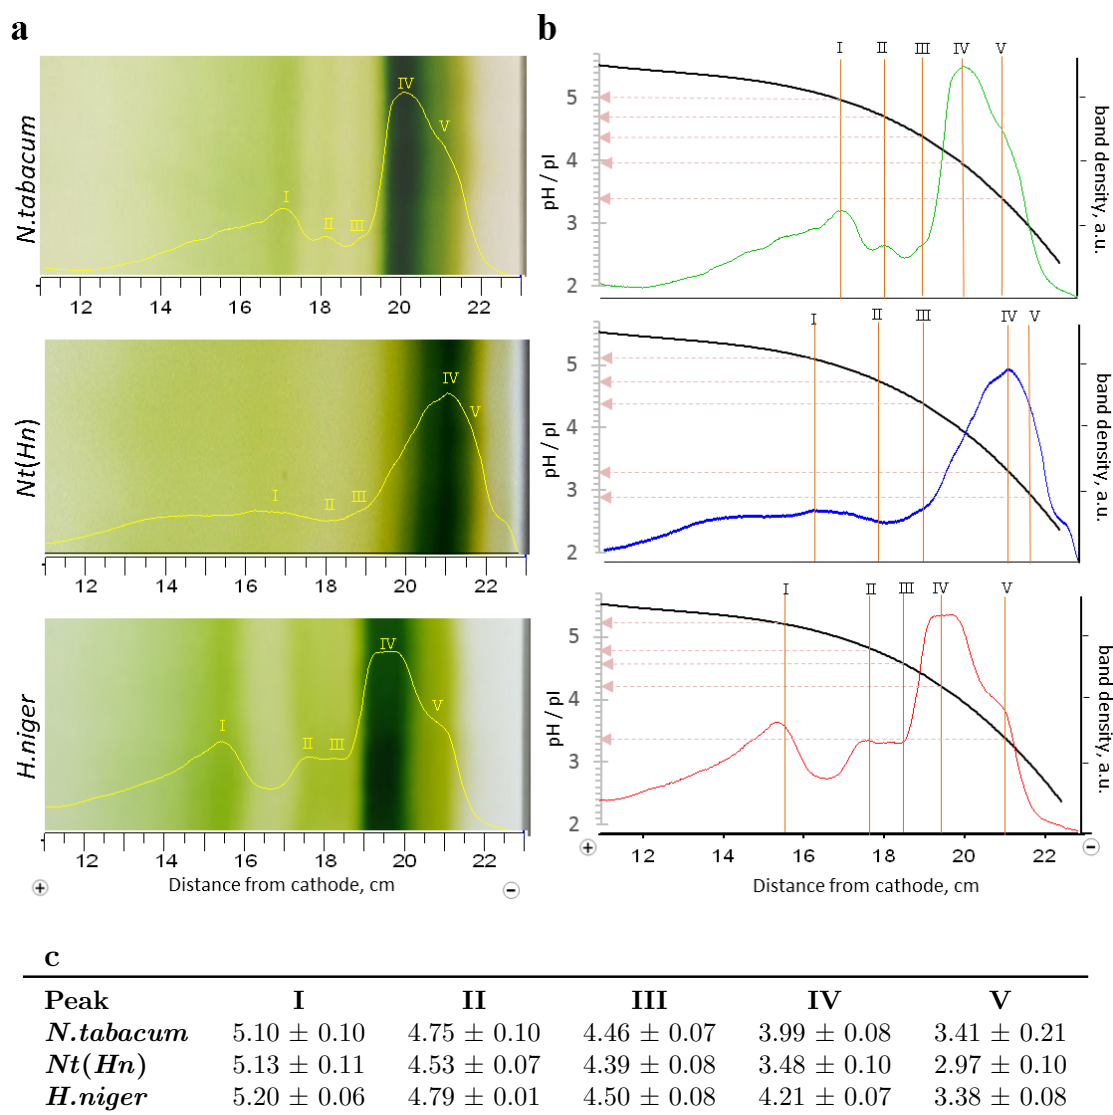 a
N.tabacum
I II III IV V
12 14 16 18 20 22
Nt(Hn)
I II III IV V
12 14 16 18 20 22
H.niger
I II III IV V
12 14 16 18 20 22
+ Distance from cathode, cm −
b
I II III IV V
pH / pI
5
4
3
2
band density, a.u.
I II III IV V
pH / pI
5
4
3
2
band density, a.u.
I II III IV V
pH / pI
5
4
3
2
band density, a.u.
12 14 16 18 20 22
+ Distance from cathode, cm −
c
Peak I II III IV V
N.tabacum 5.10 ± 0.10 4.75 ± 0.10 4.46 ± 0.07 3.99 ± 0.08 3.41 ± 0.21
Nt(Hn) 5.13 ± 0.11 4.53 ± 0.07 4.39 ± 0.08 3.48 ± 0.10 2.97 ± 0.10
H.niger 5.20 ± 0.06 4.79 ± 0.01 4.50 ± 0.08 4.21 ± 0.07 3.38 ± 0.08